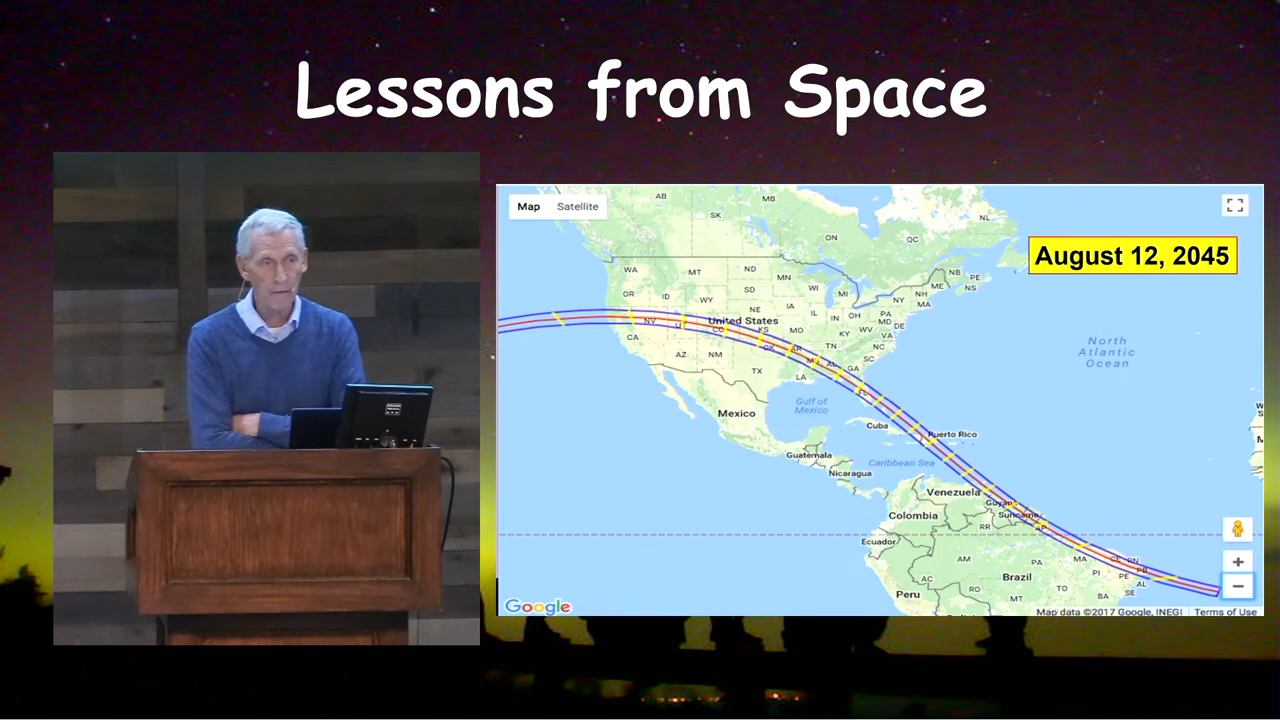 Lessons from Space
Map Satellite
August 12, 2045
AB
MB
SK
NL
ON
QC
WA
MT
ND
MN
NB
PE
NS
OR
ID
WY
SD
WI
MI
ME
NH
MA
NY
NE
IA
IL
IN
OH
PA
MD
DE
NV
United States
CO
KS
MO
KY
WV
VA
CA
OK
AR
TN
NC
AZ
NM
SC
TX
LA
AL
GA
FL
North
Atlantic
Ocean
Gulf of
Mexico
Mexico
Cuba
Puerto Rico
Guatemala
Caribbean Sea
Nicaragua
Venezuela
Guyana
Suriname
Colombia
RR
AP
Ecuador
AM
PA
MA
CE
RN
PB
PI
PE
AL
SE
AC
RO
Brazil
TO
BA
Peru
MT
Google
Map data ©2017 Google, INEGI Terms of Use